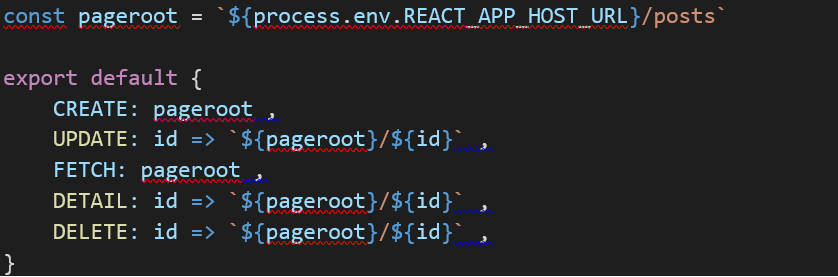 const pageroot = `${process.env.REACT_APP_HOST_URL}/posts`
export default {
CREATE: pageroot ,
UPDATE: id => `${pageroot}/${id}` ,
FETCH: pageroot ,
DETAIL: id => `${pageroot}/${id}` ,
DELETE: id => `${pageroot}/${id}` ,
}